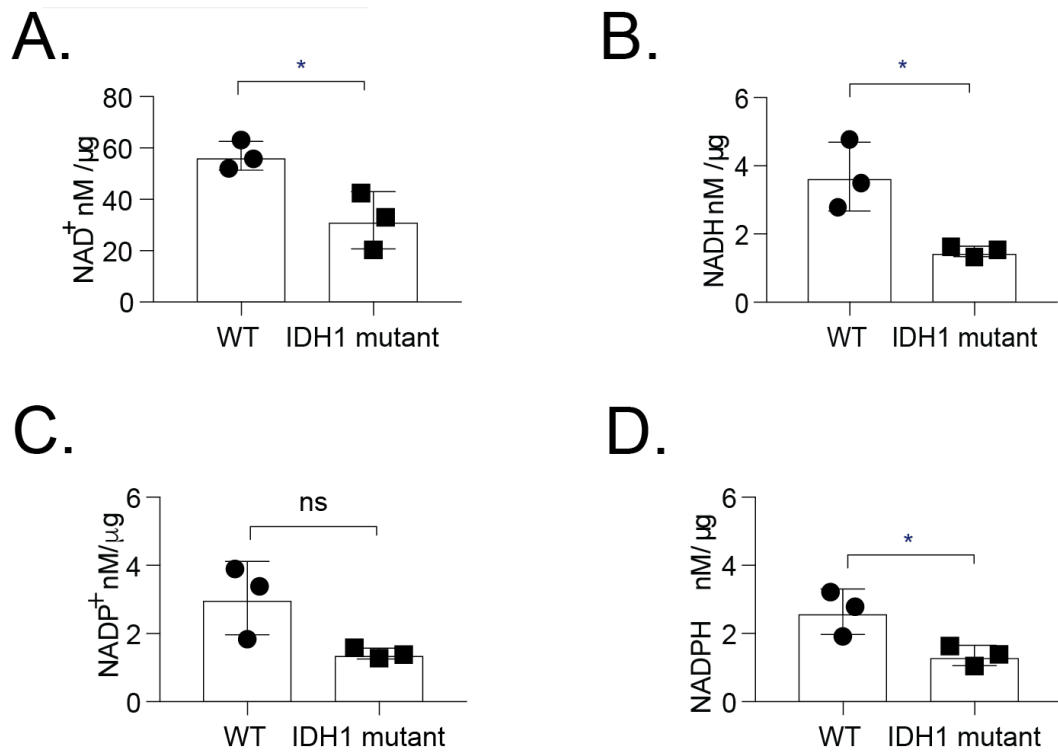 A.
*
80
60
40
20
0
NAD+ nM /µg
WT IDH1 mutant
B.
*
6
4
2
0
NADH nM /µg
WT IDH1 mutant
C.
ns
6
4
2
0
NADP+ nM/µg
WT IDH1 mutant
D.
*
6
4
2
0
NADPH nM/ µg
WT IDH1 mutant